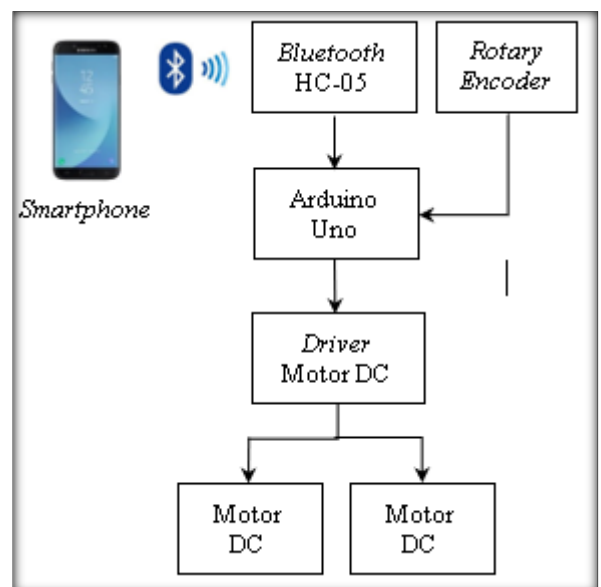 Bluetooth
HC-05
Rotary
Encoder
Smartphone
Arduino
Uno
Driver
Motor DC
Motor
DC
Motor
DC